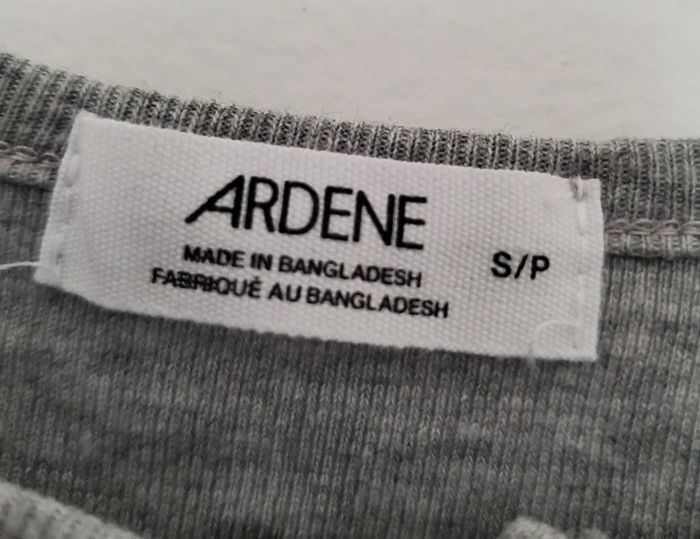 ARDENE
MADE IN BANGLADESH
FABRIQUÉ AU BANGLADESH
S/P